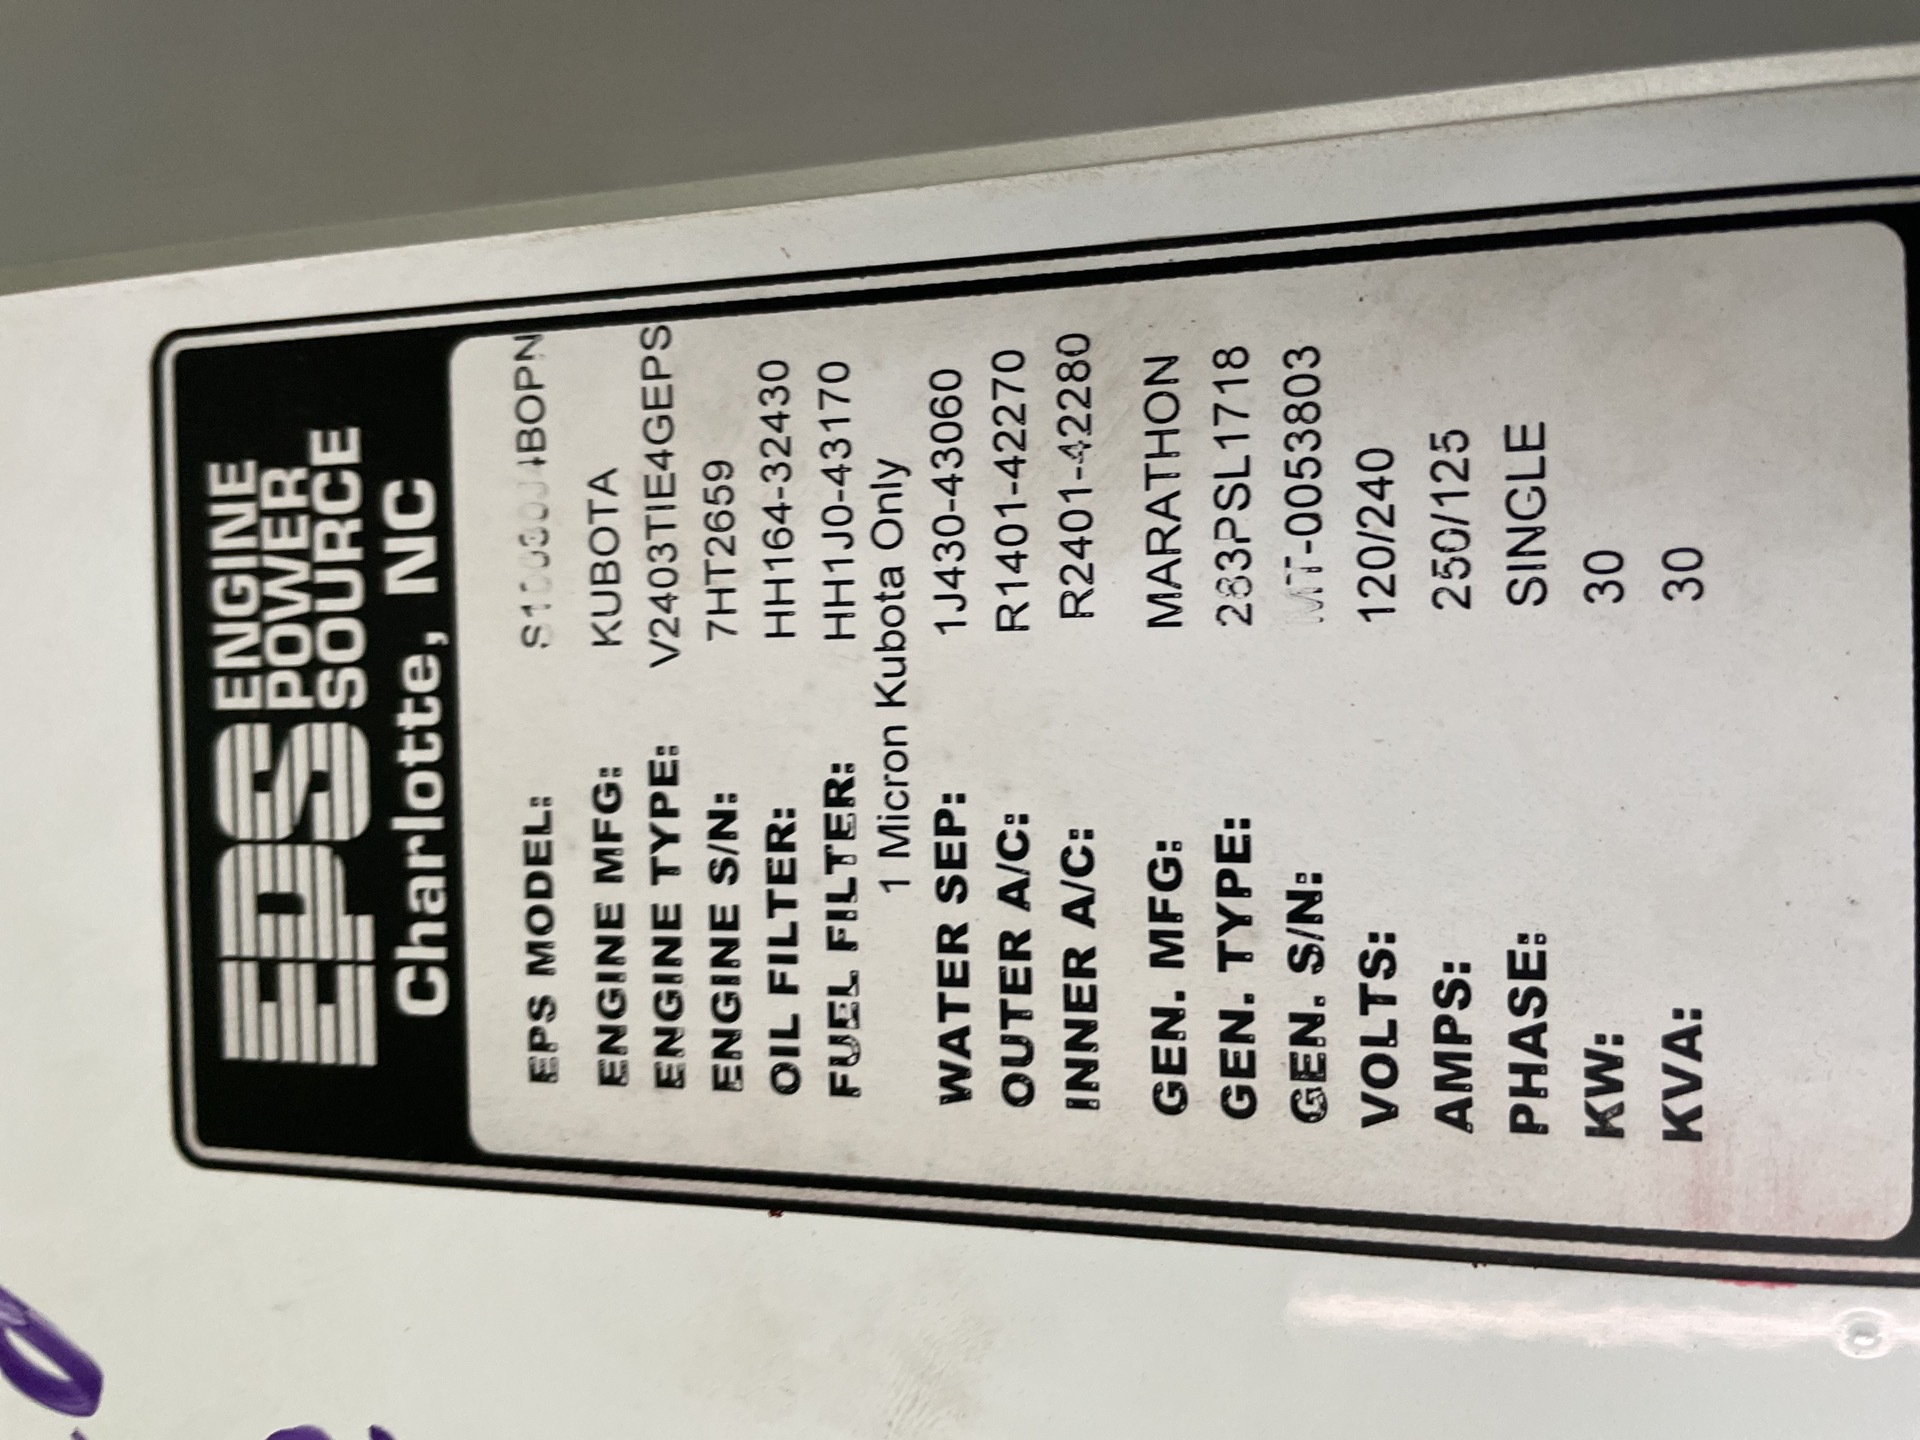 EPS ENGINE
POWER
SOURCE
Charlotte, NC
EPS MODEL:
ENGINE MFG: KUBOTA
ENGINE TYPE: V2403TIE4GEPS
ENGINE S/N: 7HT2659
OIL FILTER: HH164-32430
FUEL FILTER: HH1J0-43170
1 Micron Kubota Only
WATER SEP: 1J430-43060
OUTER A/C: R1401-42270
INNER A/C: R2401-42280
GEN. MFG: MARATHON
GEN. TYPE: 283PSL1718
GEN. S/N: MT-0053803
VOLTS: 120/240
AMPS: 250/125
PHASE: SINGLE
KW: 30
KVA: 30